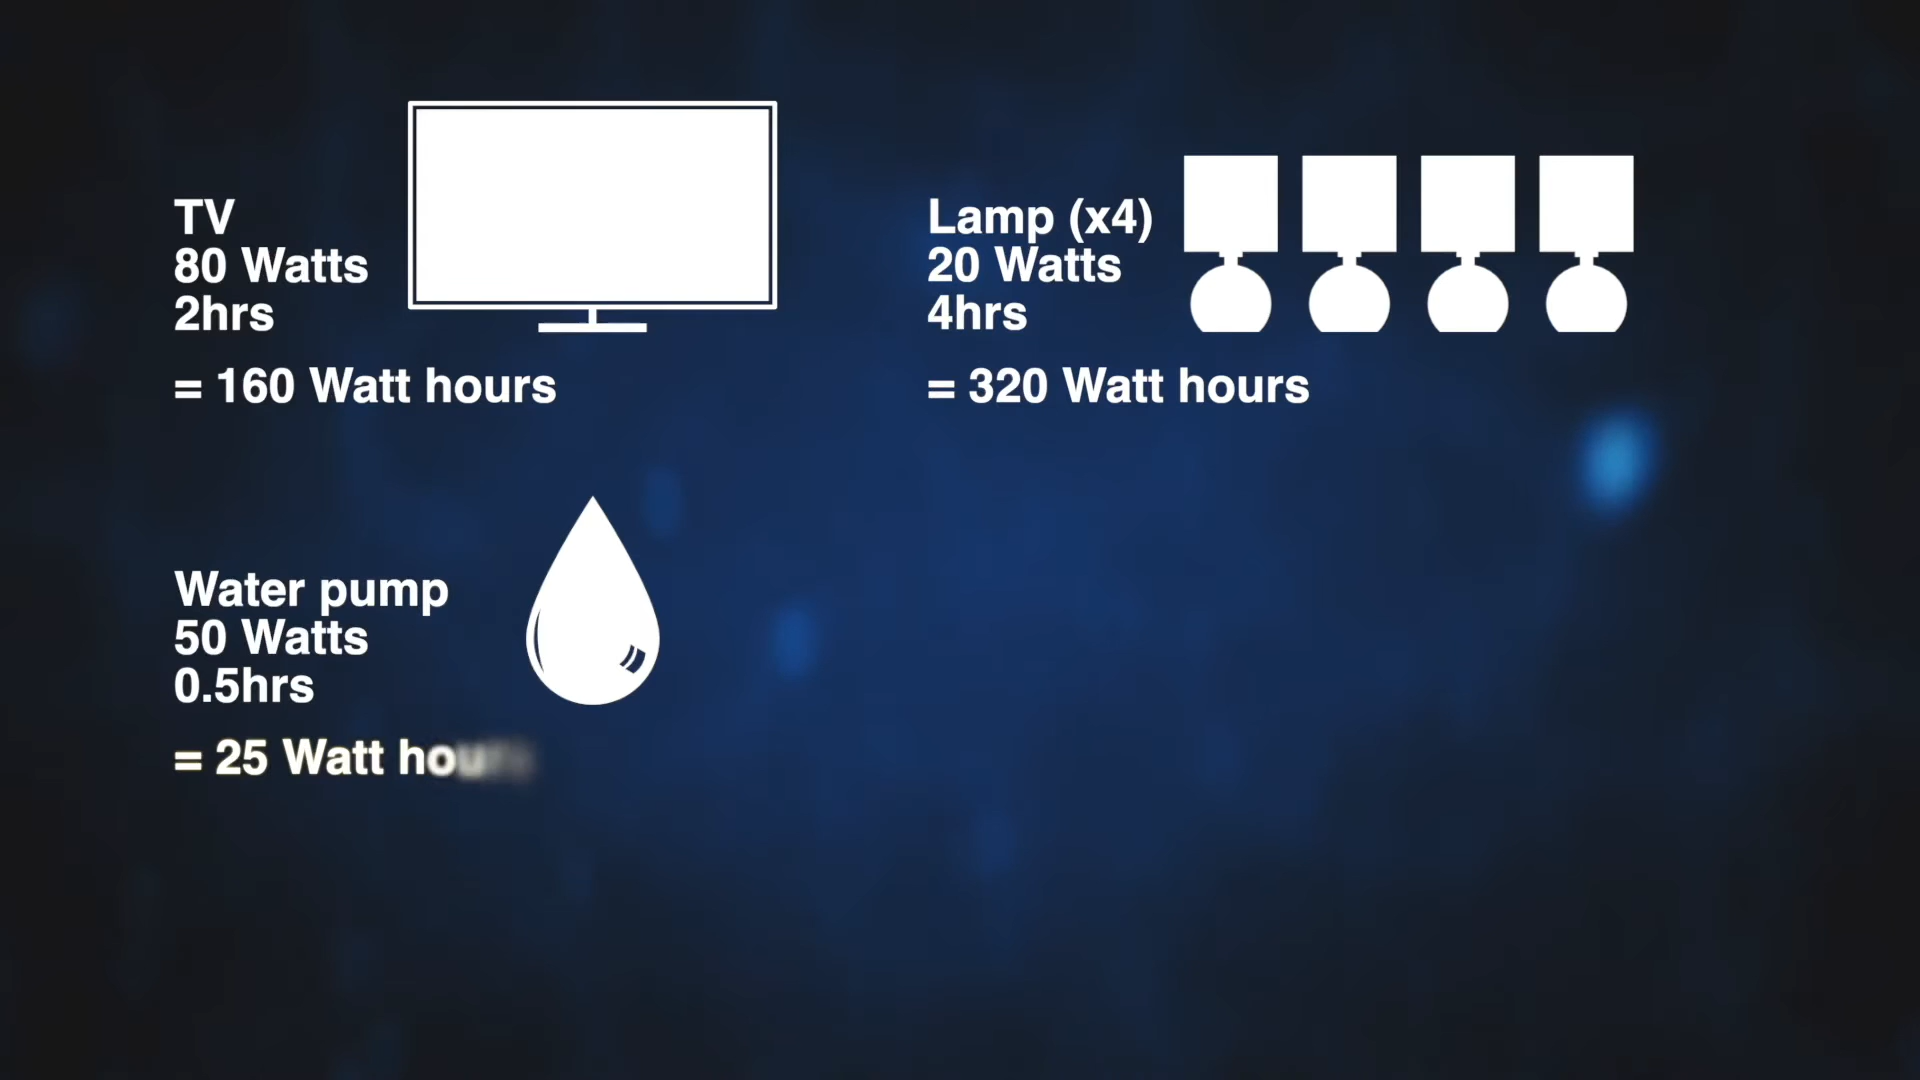 TV
80 Watts
2hrs
= 160 Watt hours
Lamp (x4)
20 Watts
4hrs
= 320 Watt hours
Water pump
50 Watts
0.5hrs
= 25 Watt hours